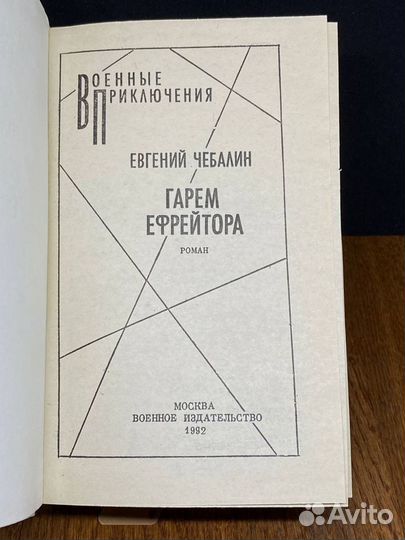 Военные
Приключения
ЕВГЕНИЙ ЧЕБАЛИН
ГАРЕМ
ЕФРЕЙТОРА
РОМАН
МОСКВА
ВОЕННОЕ ИЗДАТЕЛЬСТВО
1992
Avito